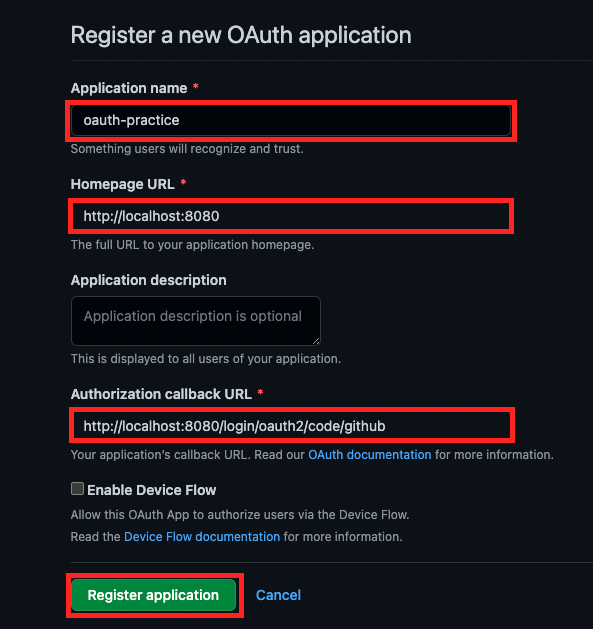 Register a new OAuth application
Application name *
oauth-practice
Something users will recognize and trust.
Homepage URL *
http://localhost:8080
The full URL to your application homepage.
Application description
Application description is optional
This is displayed to all users of your application.
Authorization callback URL *
http://localhost:8080/login/oauth2/code/github
Your application's callback URL. Read our OAuth documentation for more information.
Enable Device Flow
Allow this OAuth App to authorize users via the Device Flow.
Read the Device Flow documentation for more information.
Register application Cancel